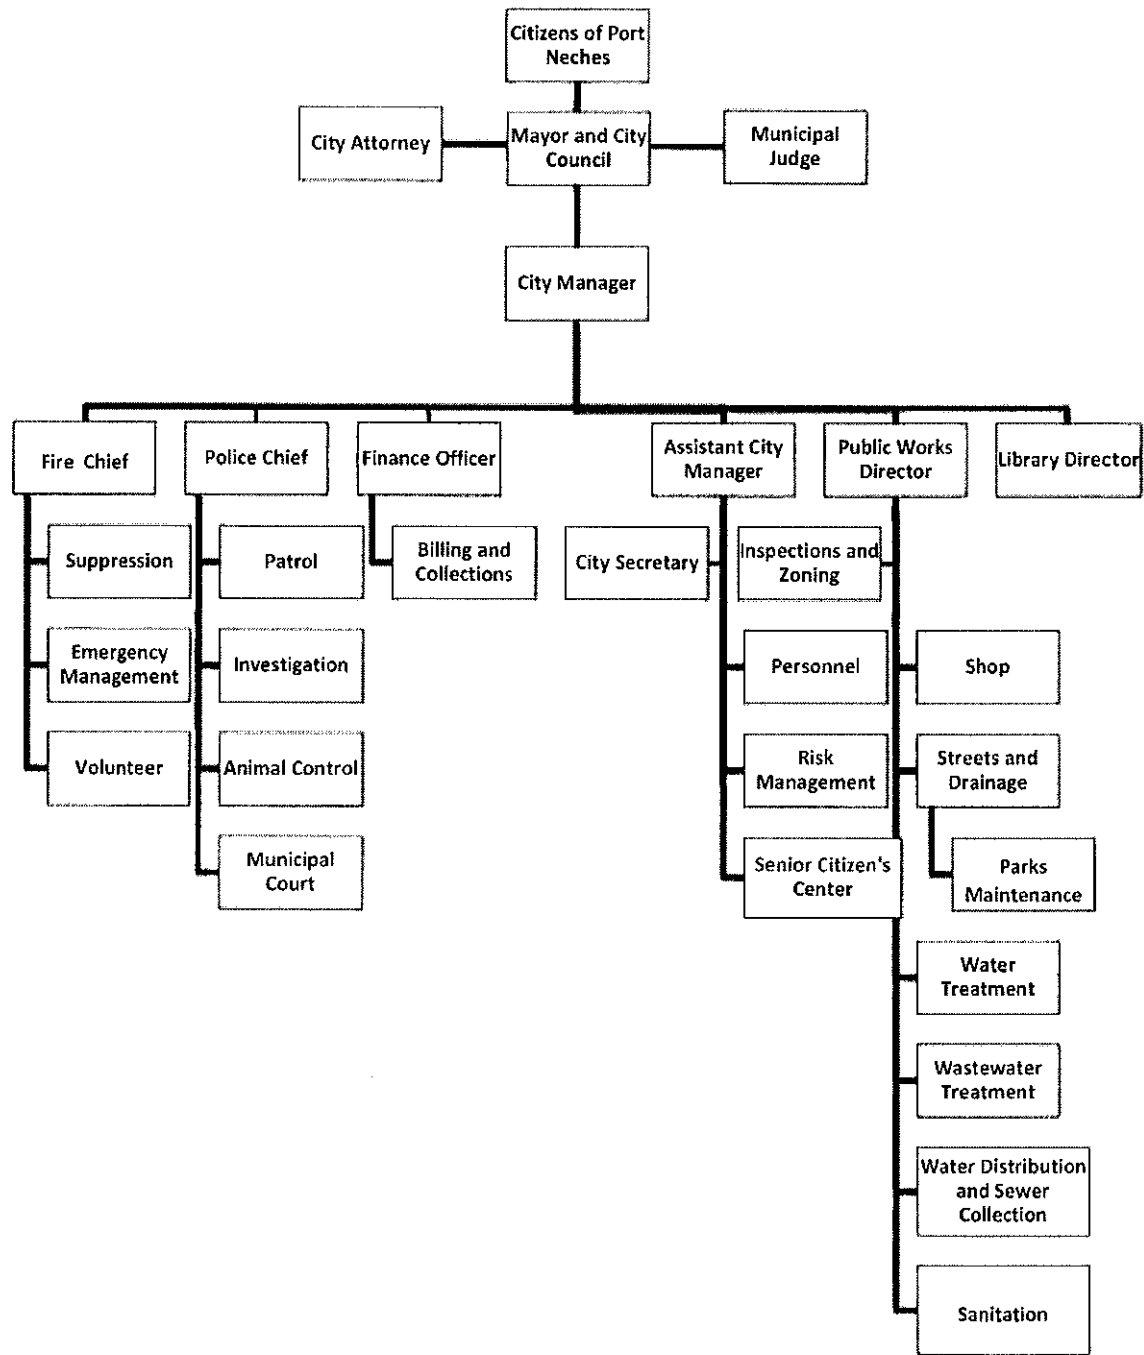 Citizens of Port
Neches
City Attorney
Mayor and City
Council
Municipal
Judge
City Manager
Fire Chief
Police Chief
Finance Officer
Assistant City
Manager
Public Works
Director
Library Director
Suppression
Patrol
Billing and
Collections
City Secretary
Inspections and
Zoning
Emergency
Management
Investigation
Personnel
Shop
Volunteer
Animal Control
Risk
Management
Streets and
Drainage
Municipal
Court
Senior Citizen's
Center
Parks
Maintenance
Water
Treatment
Wastewater
Treatment
Water Distribution
and Sewer
Collection
Sanitation